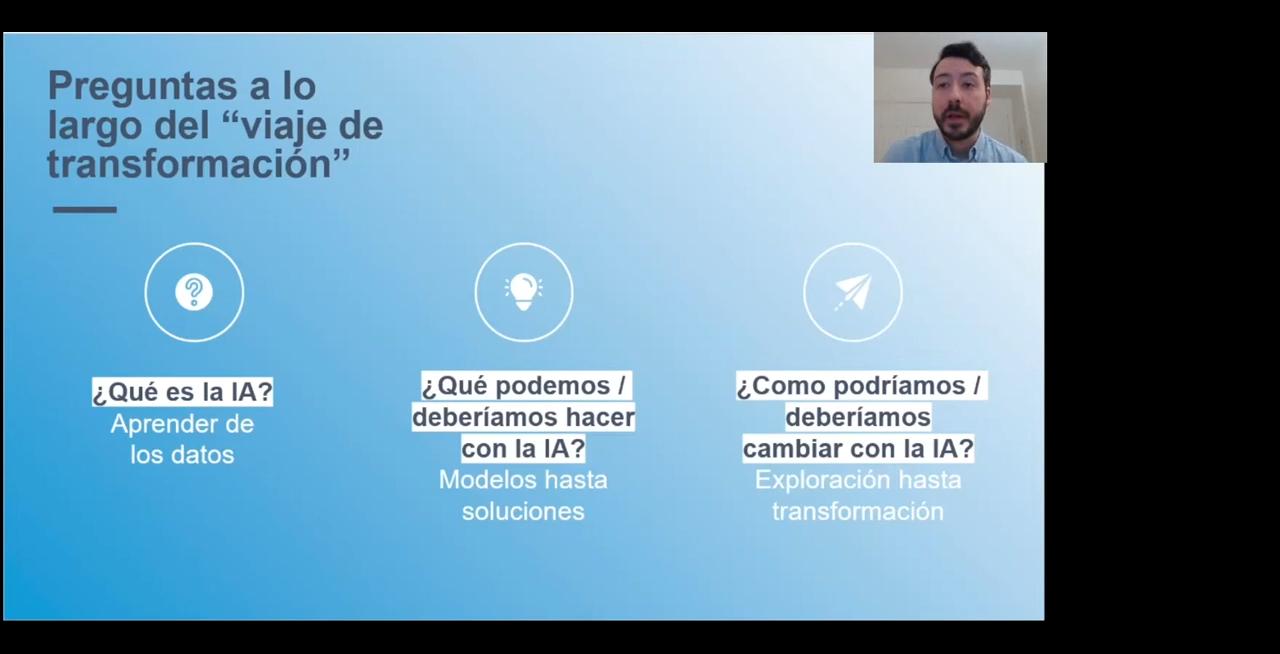 Preguntas a lo
largo del “viaje de
transformación”
¿Qué es la IA?
Aprender de
los datos
¿Qué podemos /
deberíamos hacer
con la IA?
Modelos hasta
soluciones
¿Como podríamos /
deberíamos
cambiar con la IA?
Exploración hasta
transformación